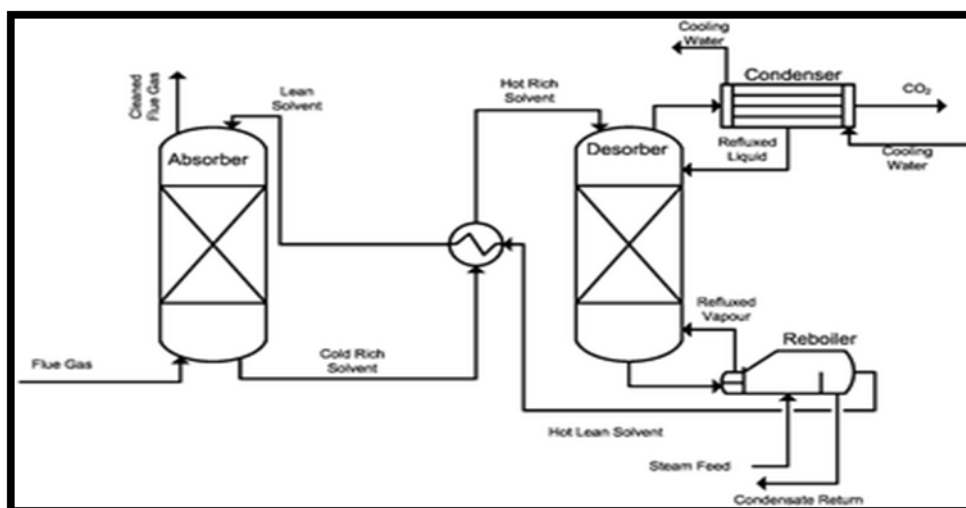 Cooling
Water
Condenser
CO₂
Cleaned
Flue Gas
Lean
Solvent
Hot Rich
Solvent
Absorber
Desorber
Refluxed
Liquid
Cooling
Water
Refluxed
Vapour
Reboiler
Flue Gas
Cold Rich
Solvent
Hot Lean Solvent
Steam Feed
Condensate Return